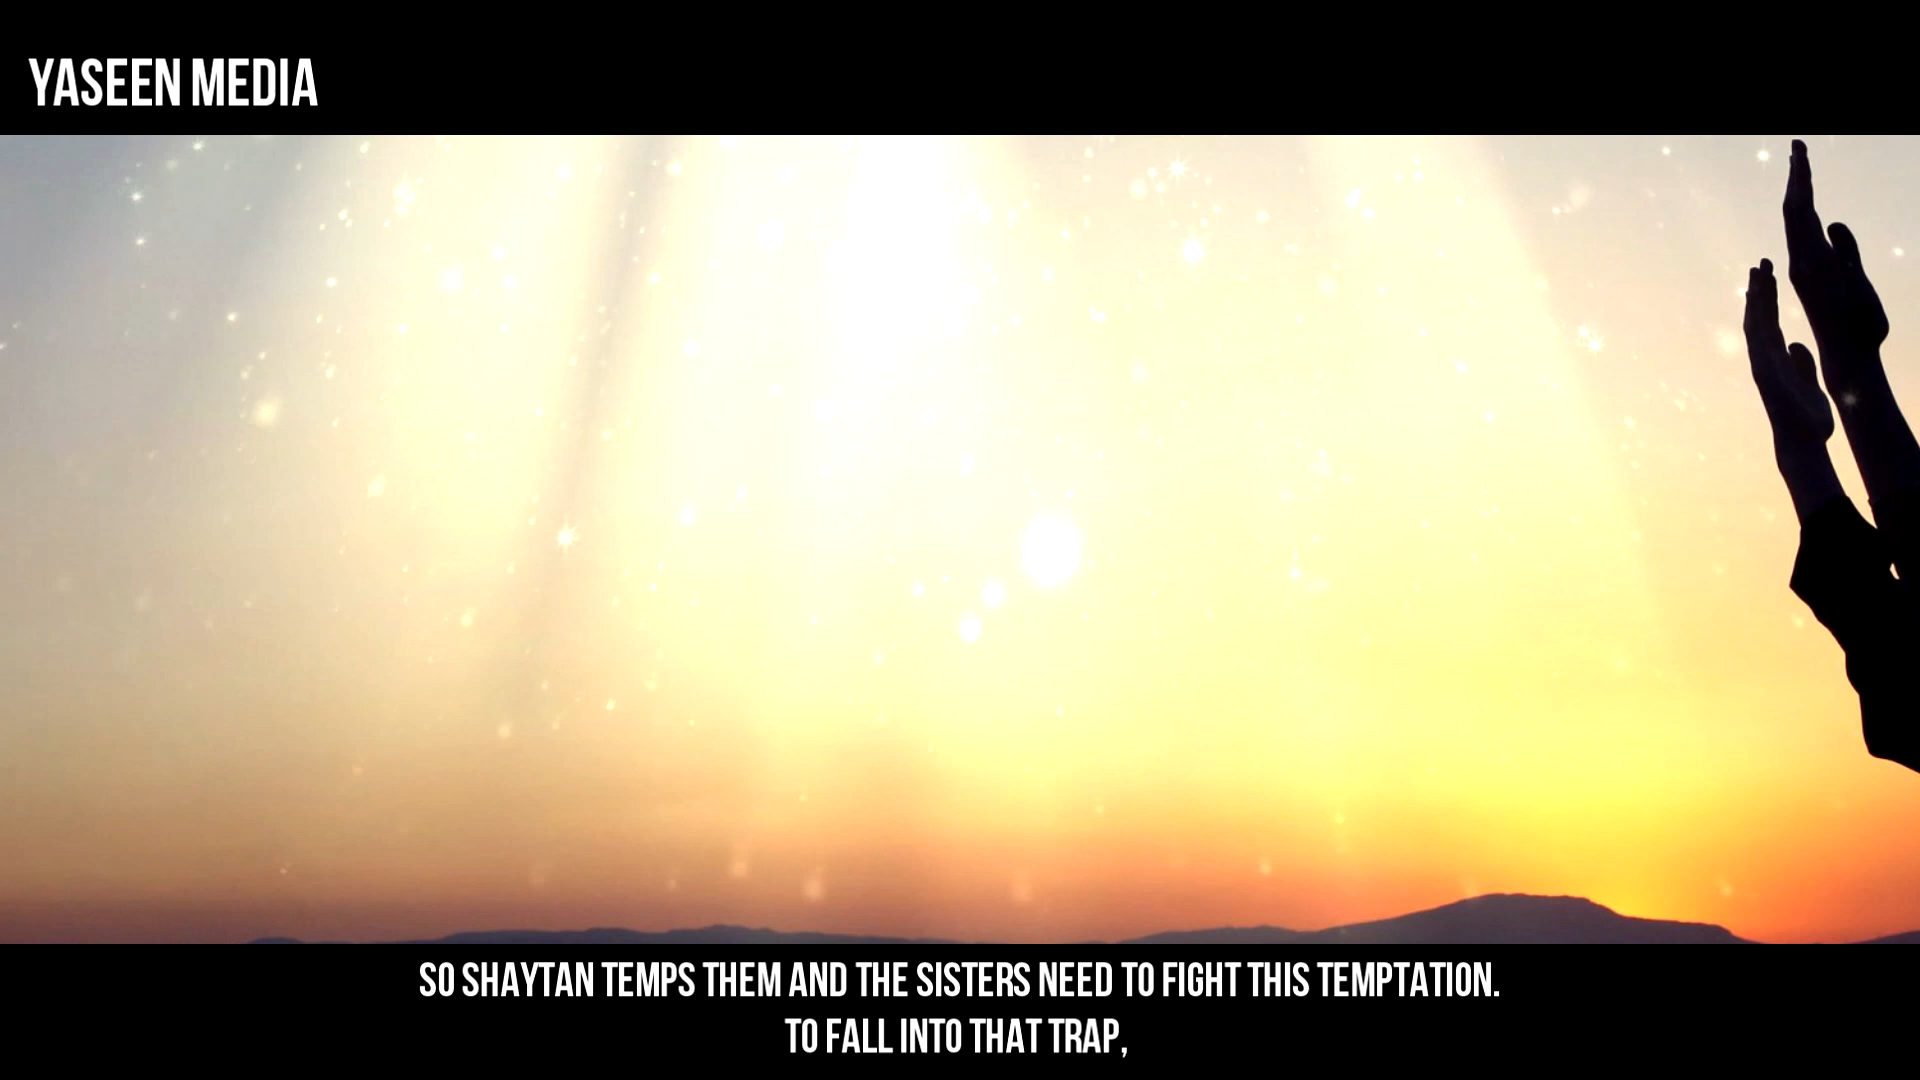 YASEEN MEDIA
SO SHAYTAN TEMPS THEM AND THE SISTERS NEED TO FIGHT THIS TEMPTATION.
TO FALL INTO THAT TRAP,